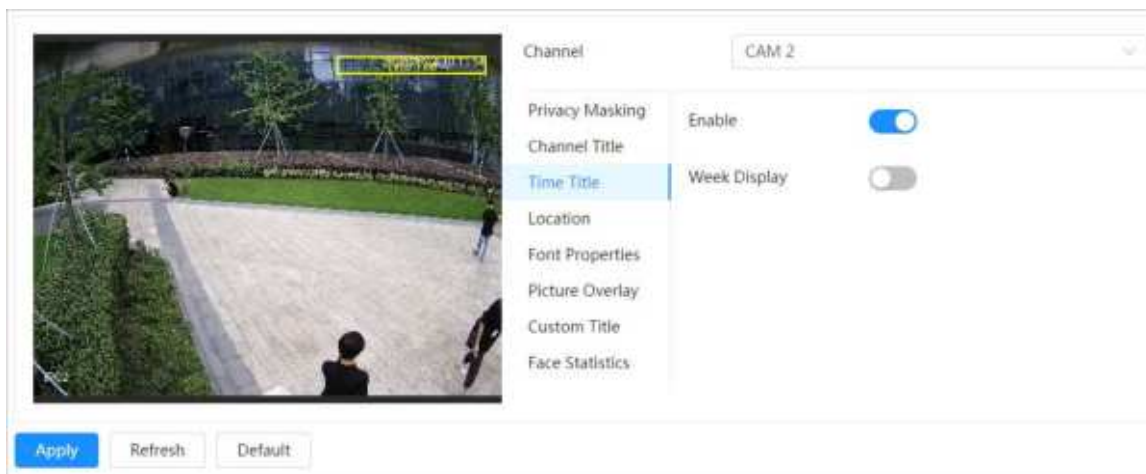 Channel
CAM 2
Privacy Masking
Enable
Channel Title
Time Title
Week Display
Location
Font Properties
Picture Overlay
Custom Title
Face Statistics
Apply
Refresh
Default